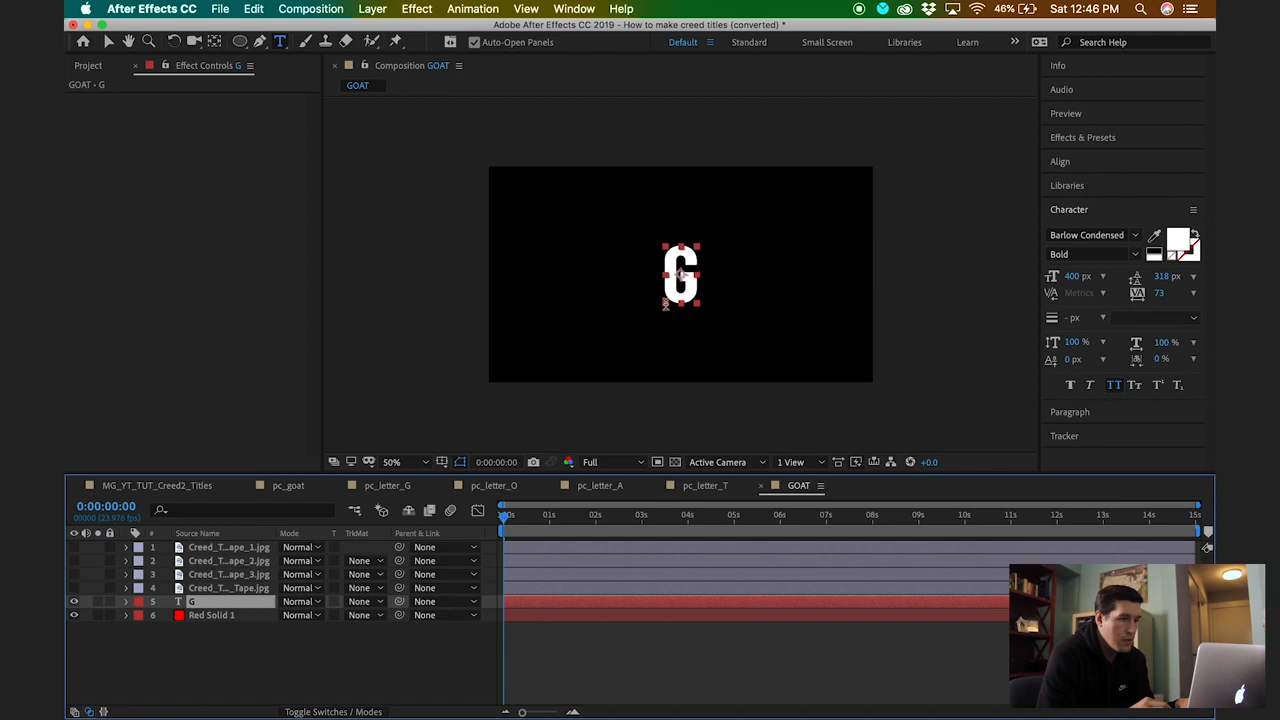 After Effects CC File Edit Composition Layer Effect Animation View Window Help 46% Sat 12:46 PM
Adobe After Effects CC 2019 - How to make creed titles (converted) *
T Auto-Open Panels Default Standard Small Screen Libraries Learn Search Help
Project Effect Controls G Composition GOAT Info
GOAT • G GOAT Audio
Preview
Effects & Presets
Align
Libraries
Character
Barlow Condensed
Bold
G
400 px 318 px
Metrics 73
- px
100 % 100 %
0 px 0 %
T T TT Tт T¹ T₁
Paragraph
Tracker
50% 0:00:00:00 Full Active Camera 1 View +0.0
MG_YT_TUT_Creed2_Titles pc_goat pc_letter_G pc_letter_O pc_letter_A pc_letter_T GOAT
0:00:00:00
00000 (23.976 fps)
:00s 01s 02s 03s 04s 05s 06s 07s 08s 09s 10s 11s 12s 13s 14s 15s
# Source Name Mode T TrkMat Parent & Link
1 Creed_T...ape_1.jpg Normal None
2 Creed_T...ape_2.jpg Normal None None
3 Creed_T...ape_3.jpg Normal None None
4 Creed_T..._Tape.jpg Normal None None
5 T G Normal None None
6 Red Solid 1 Normal None None
Toggle Switches / Modes